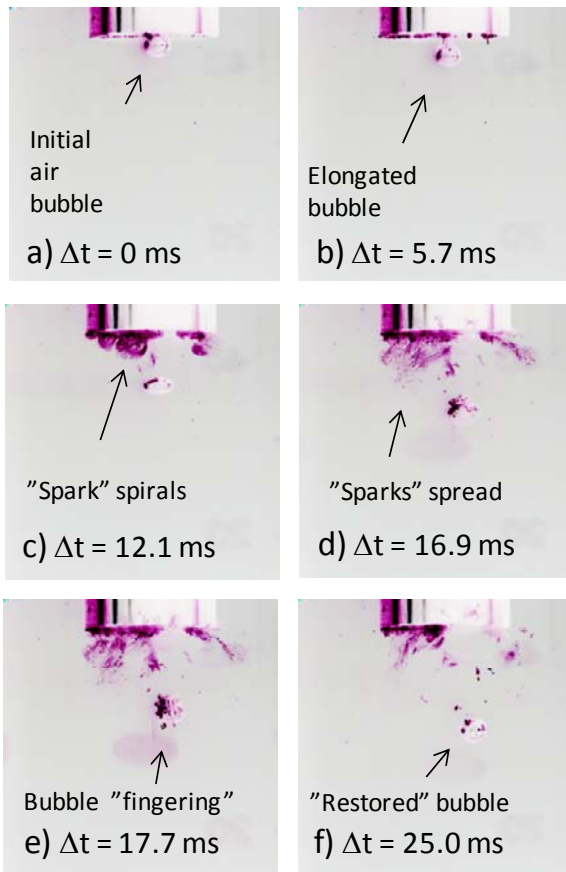 Initial
air
bubble
a) Δt = 0 ms
Elongated
bubble
b) Δt = 5.7 ms
”Spark” spirals
c) Δt = 12.1 ms
”Sparks” spread
d) Δt = 16.9 ms
Bubble ”fingering”
e) Δt = 17.7 ms
”Restored” bubble
f) Δt = 25.0 ms